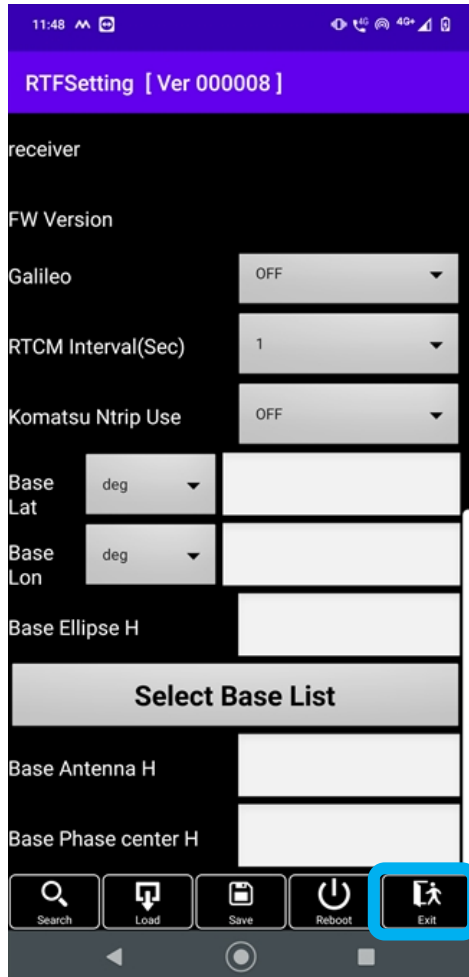 11:48 4G 4G+
RTFSetting [ Ver 000008 ]
receiver
FW Version
Galileo OFF
RTCM Interval(Sec) 1
Komatsu Ntrip Use OFF
Base Lat deg
Base Lon deg
Base Ellipse H
Select Base List
Base Antenna H
Base Phase center H
Search Load Save Reboot Exit